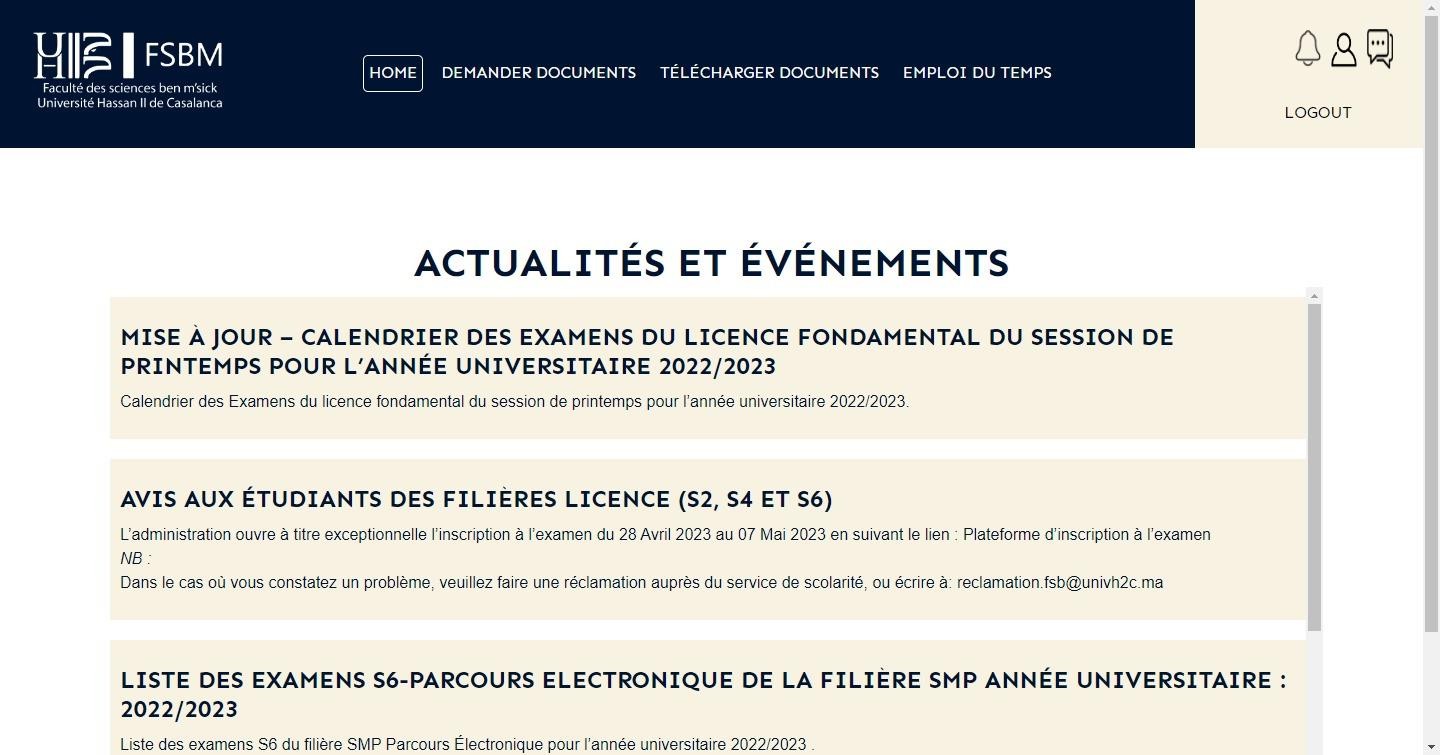 FSBM
Faculté des sciences ben m'sick
Université Hassan II de Casalanca
HOME
DEMANDER DOCUMENTS
TÉLÉCHARGER DOCUMENTS
EMPLOI DU TEMPS
LOGOUT
ACTUALITÉS ET ÉVÉNEMENTS
MISE À JOUR – CALENDRIER DES EXAMENS DU LICENCE FONDAMENTAL DU SESSION DE
PRINTEMPS POUR L’ANNÉE UNIVERSITAIRE 2022/2023
Calendrier des Examens du licence fondamental du session de printemps pour l’année universitaire 2022/2023.
AVIS AUX ÉTUDIANTS DES FILIÈRES LICENCE (S2, S4 ET S6)
L’administration ouvre à titre exceptionnelle l’inscription à l’examen du 28 Avril 2023 au 07 Mai 2023 en suivant le lien : Plateforme d’inscription à l’examen
NB :
Dans le cas où vous constatez un problème, veuillez faire une réclamation auprès du service de scolarité, ou écrire à: reclamation.fsb@univh2c.ma
LISTE DES EXAMENS S6-PARCOURS ELECTRONIQUE DE LA FILIÈRE SMP ANNÉE UNIVERSITAIRE :
2022/2023
Liste des examens S6 du filière SMP Parcours Électronique pour l’année universitaire 2022/2023 .